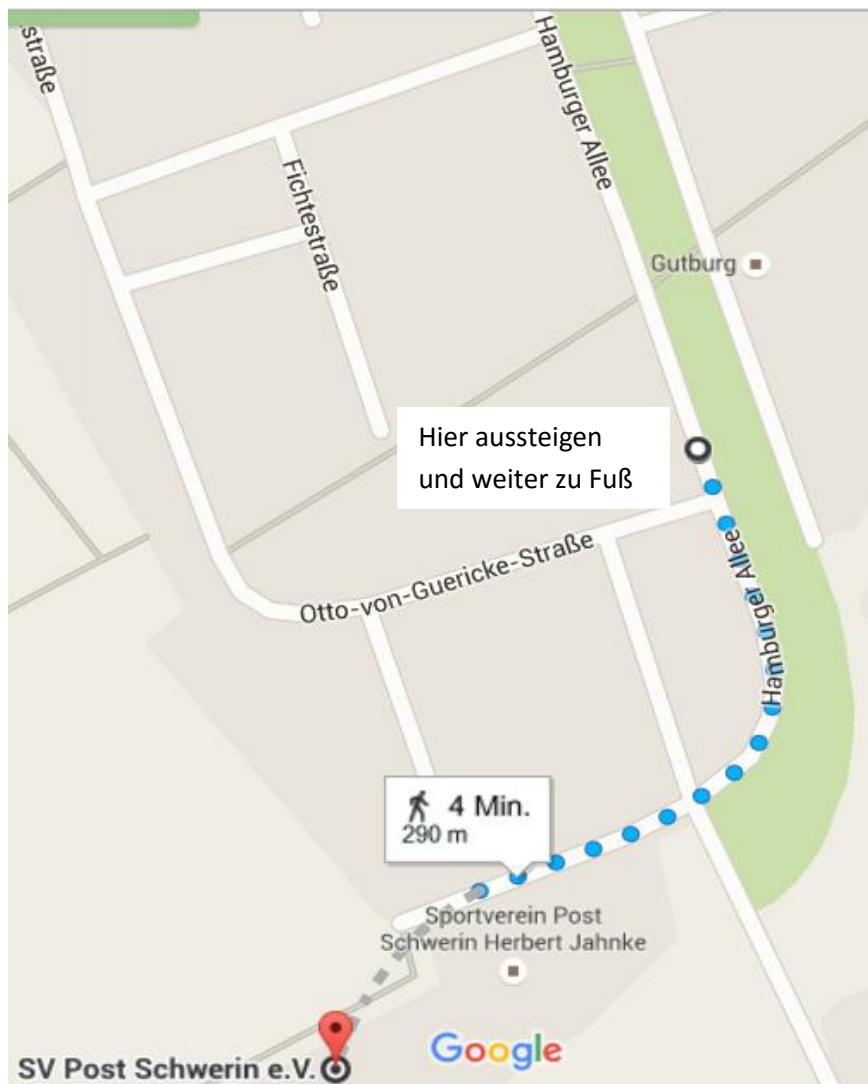 straße
Hamburger Allee
Fichtestraße
Gutburg
Hier aussteigen
und weiter zu Fuß
Otto-von-Guericke-Straße
Hamburger Allee
4 Min.
290 m
Sportverein Post
Schwerin Herbert Jahnke
Google
SV Post Schwerin e.V.